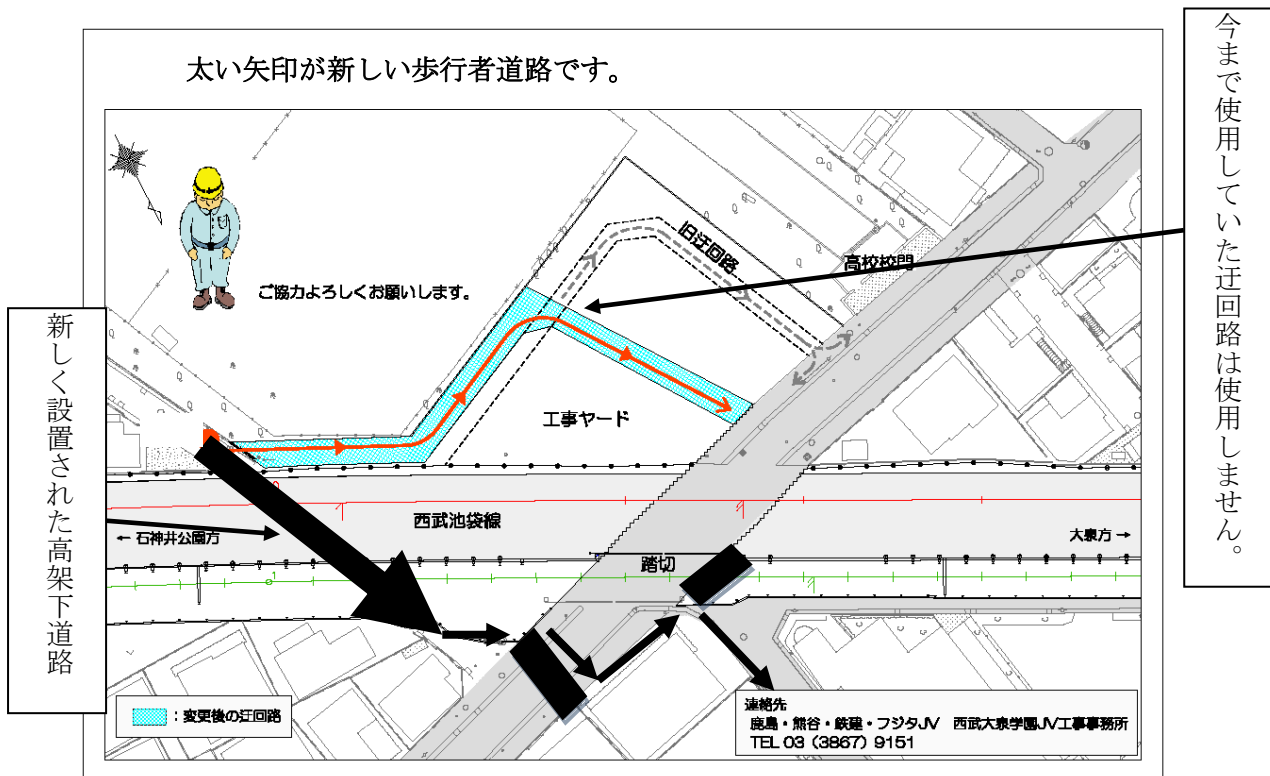 太い矢印が新しい歩行者道路です。
今まで使用していた迂回路は使用しません。
旧迂回路
高校校門
ご協力よろしくお願いします。
新しく設置された高架下道路
工事ヤード
西武池袋線
← 石神井公園方
大泉方 →
踏切
：変更後の迂回路
連絡先
鹿島・熊谷・鉄建・フジタJV 西武大泉学園JV工事事務所
TEL 03（3867）9151